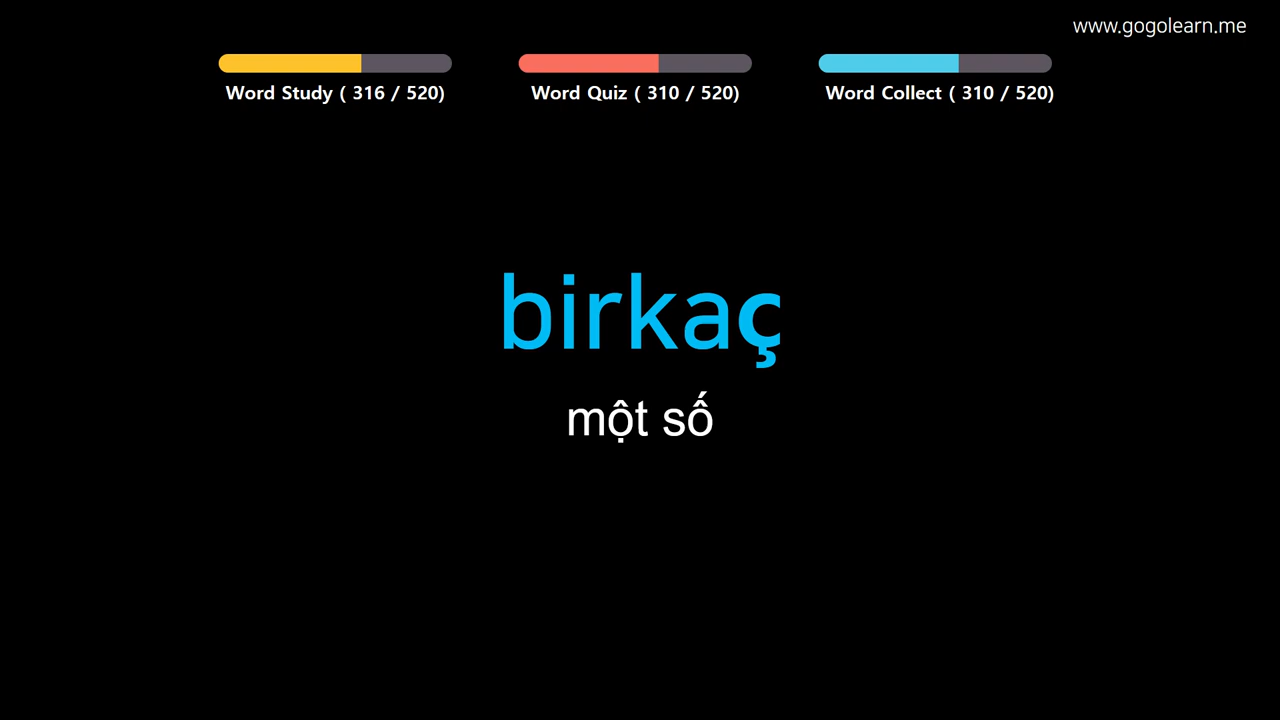 www.gogolearn.me
Word Study ( 316 / 520)
Word Quiz ( 310 / 520)
Word Collect ( 310 / 520)
birkaç
một số